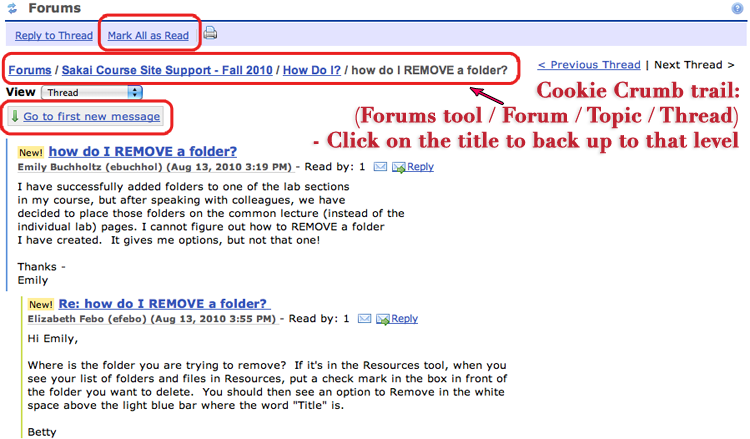 Forums
Reply to Thread Mark All as Read
Forums / Sakai Course Site Support - Fall 2010 / How Do I? / how do I REMOVE a folder?
< Previous Thread | Next Thread >
View Thread
Go to first new message
Cookie Crumb trail:
(Forums tool / Forum / Topic / Thread)
- Click on the title to back up to that level
New! how do I REMOVE a folder?
Emily Buchholtz (ebuchhol) (Aug 13, 2010 3:19 PM) - Read by: 1 Reply
I have successfully added folders to one of the lab sections
in my course, but after speaking with colleagues, we have
decided to place those folders on the common lecture (instead of the
individual lab) pages. I cannot figure out how to REMOVE a folder
I have created.  It gives me options, but not that one!
Thanks -
Emily
New! Re: how do I REMOVE a folder?
Elizabeth Febo (efebo) (Aug 13, 2010 3:55 PM) - Read by: 1 Reply
Hi Emily,
Where is the folder you are trying to remove?  If it's in the Resources tool, when you
see your list of folders and files in Resources, put a check mark in the box in front of
the folder you want to delete.  You should then see an option to Remove in the white
space above the light blue bar where the word "Title" is.
Betty